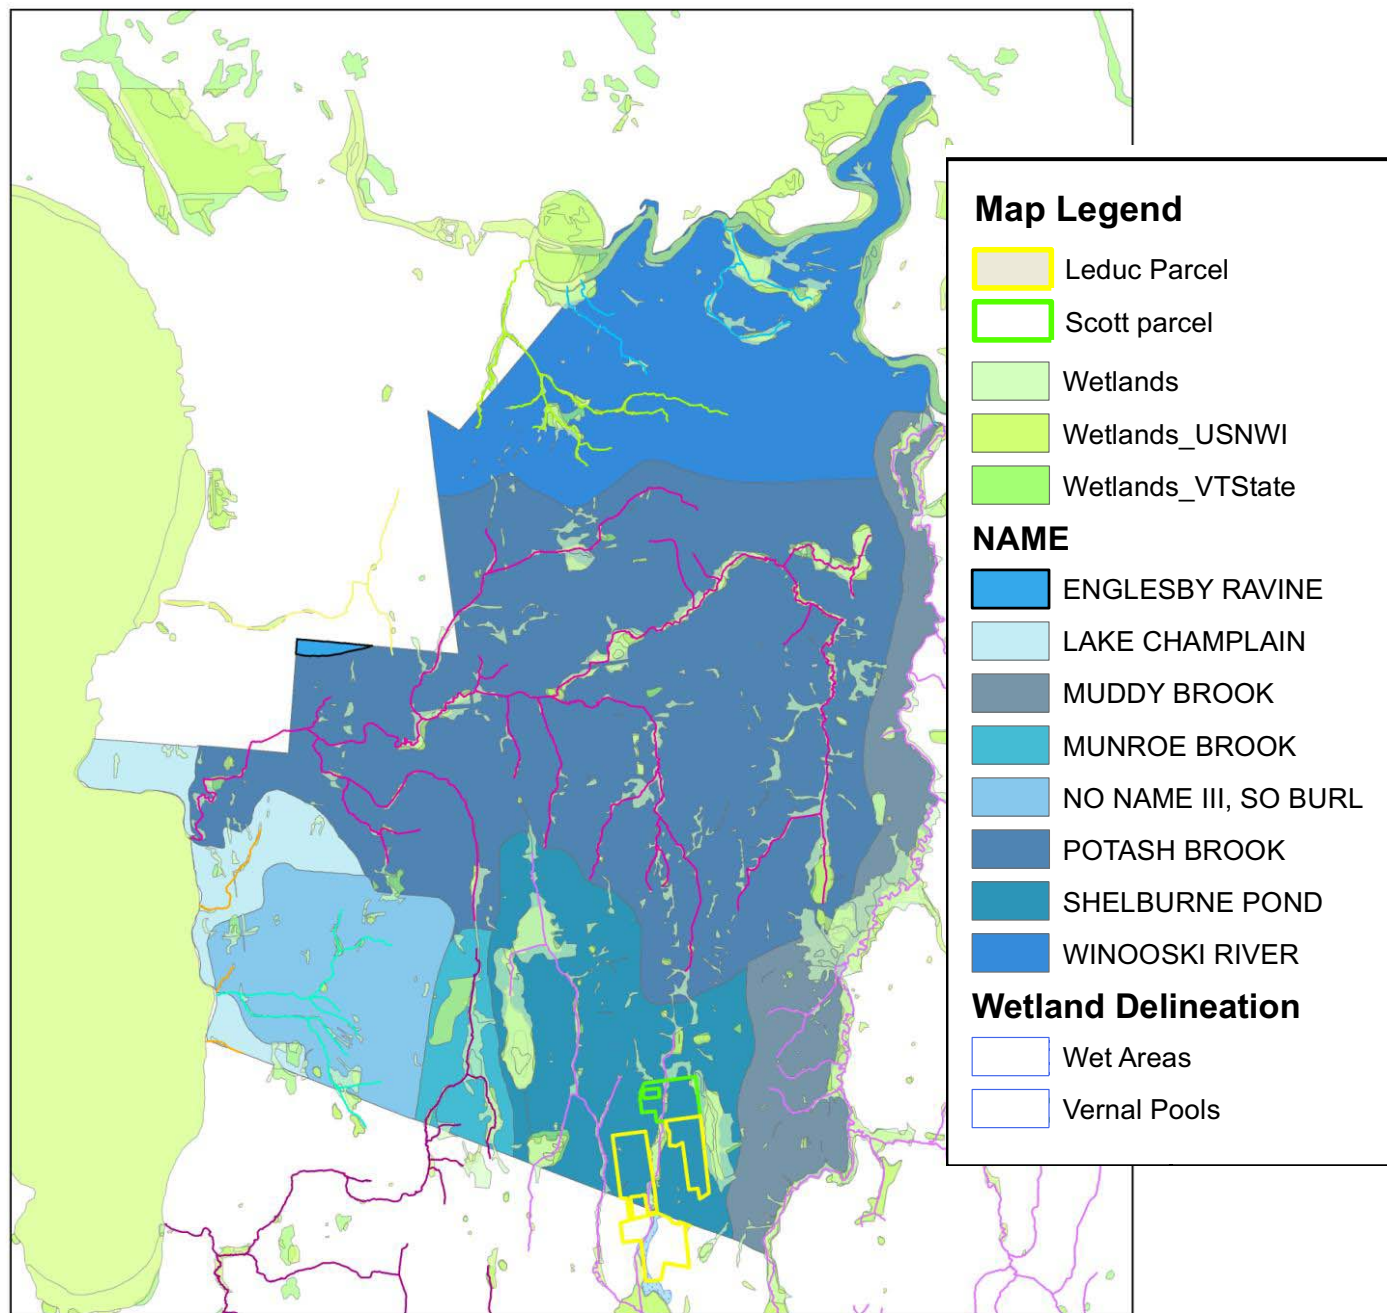 Map Legend
Leduc Parcel
Scott parcel
Wetlands
Wetlands_USNWI
Wetlands_VTState
NAME
ENGLESBY RAVINE
LAKE CHAMPLAIN
MUDDY BROOK
MUNROE BROOK
NO NAME III, SO BURL
POTASH BROOK
SHELBURNE POND
WINOOSKI RIVER
Wetland Delineation
Wet Areas
Vernal Pools